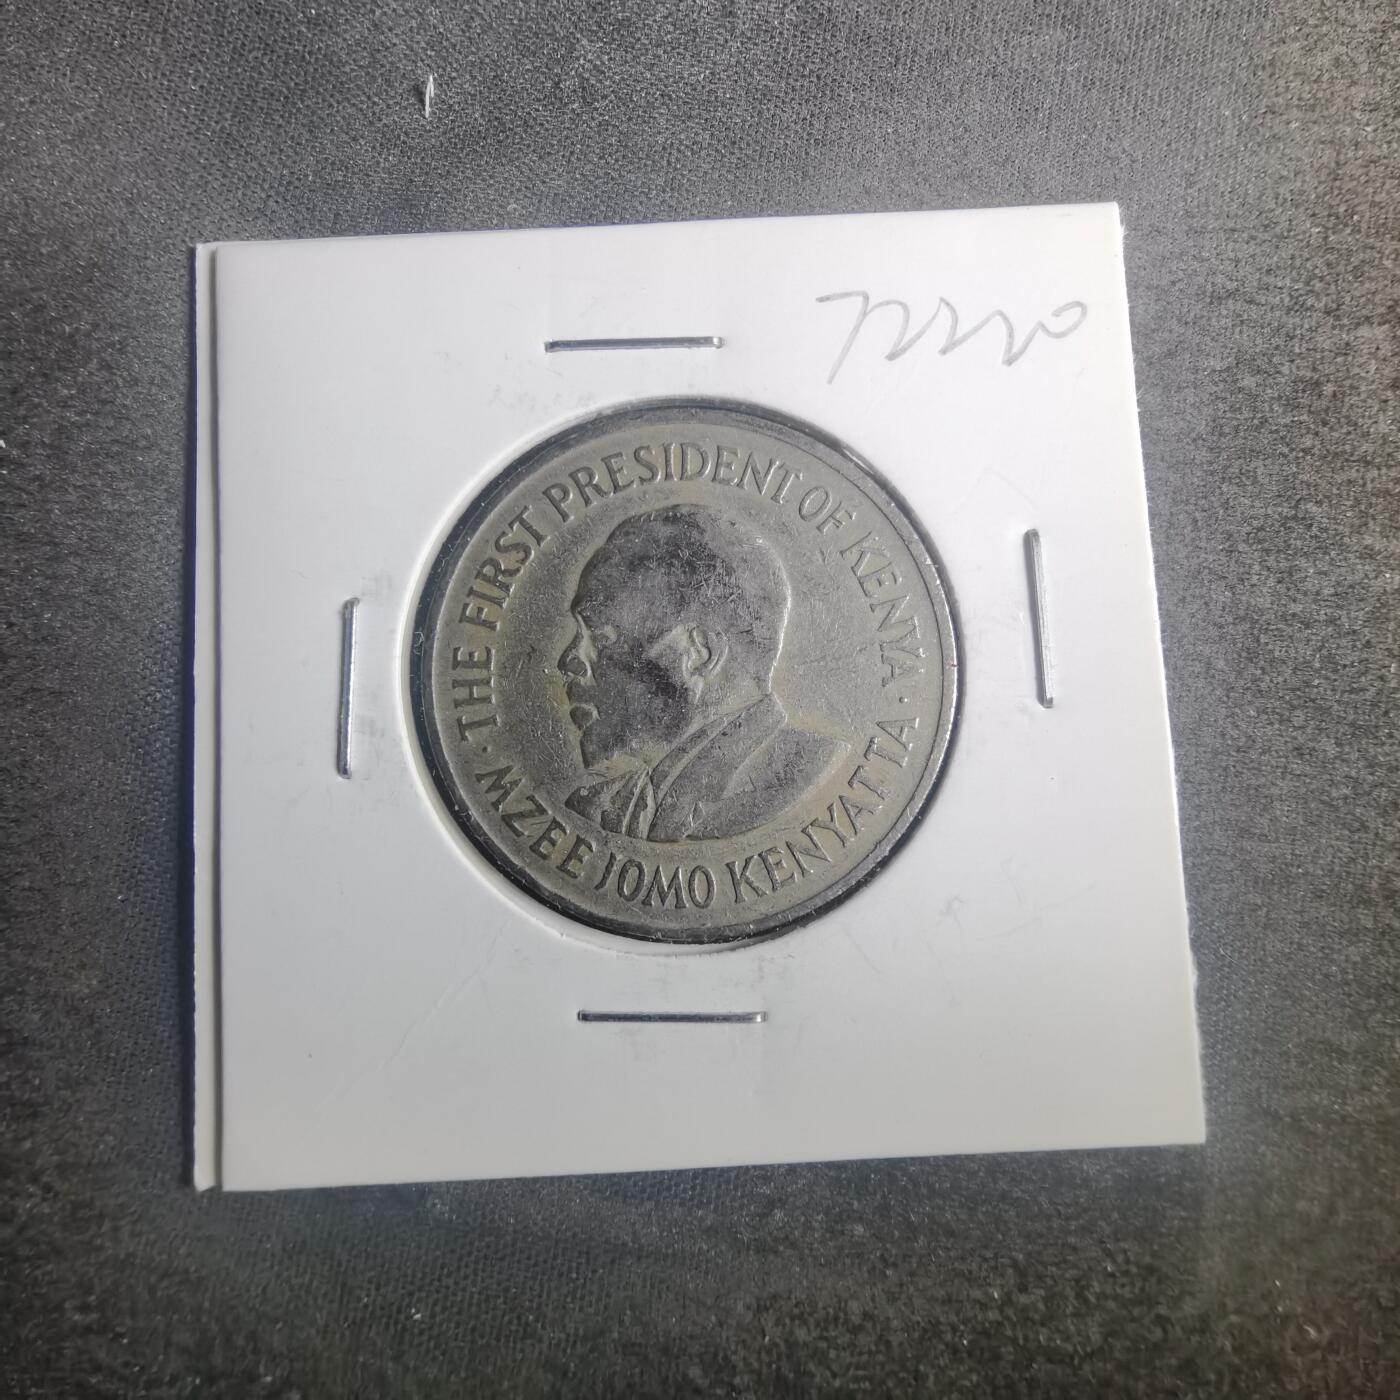 · THE FIRST PRESIDENT OF KENYA ·
MZEE JOMO KENYATTA